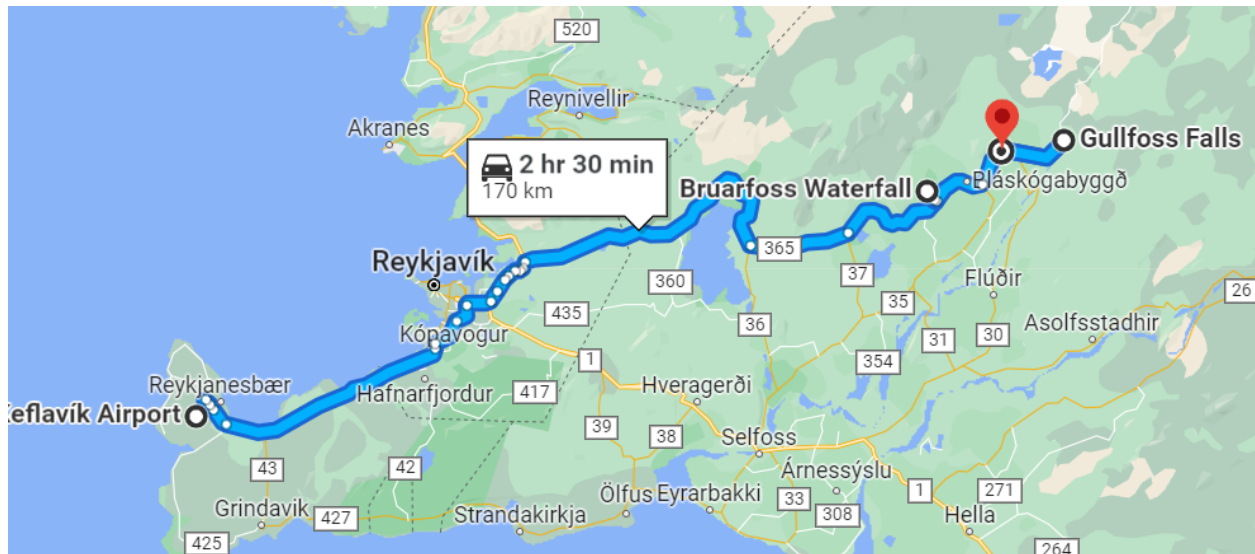 520
Reynivellir
Akranes
2 hr 30 min
170 km
Gullfoss Falls
Bruarfoss Waterfall
Bláskógabyggð
Reykjavík
365
360
37
Flúðir
35
26
435
Kópavogur
36
31
30
Asolfsstadhir
1
354
Reykjanesbær
Hafnarfjordur
417
Hveragerði
Keflavík Airport
39
38
Selfoss
43
42
Árnessýslu
Grindavik
427
Ölfus
Eyrarbakki
33
1
271
308
Strandakirkja
Hella
425
264